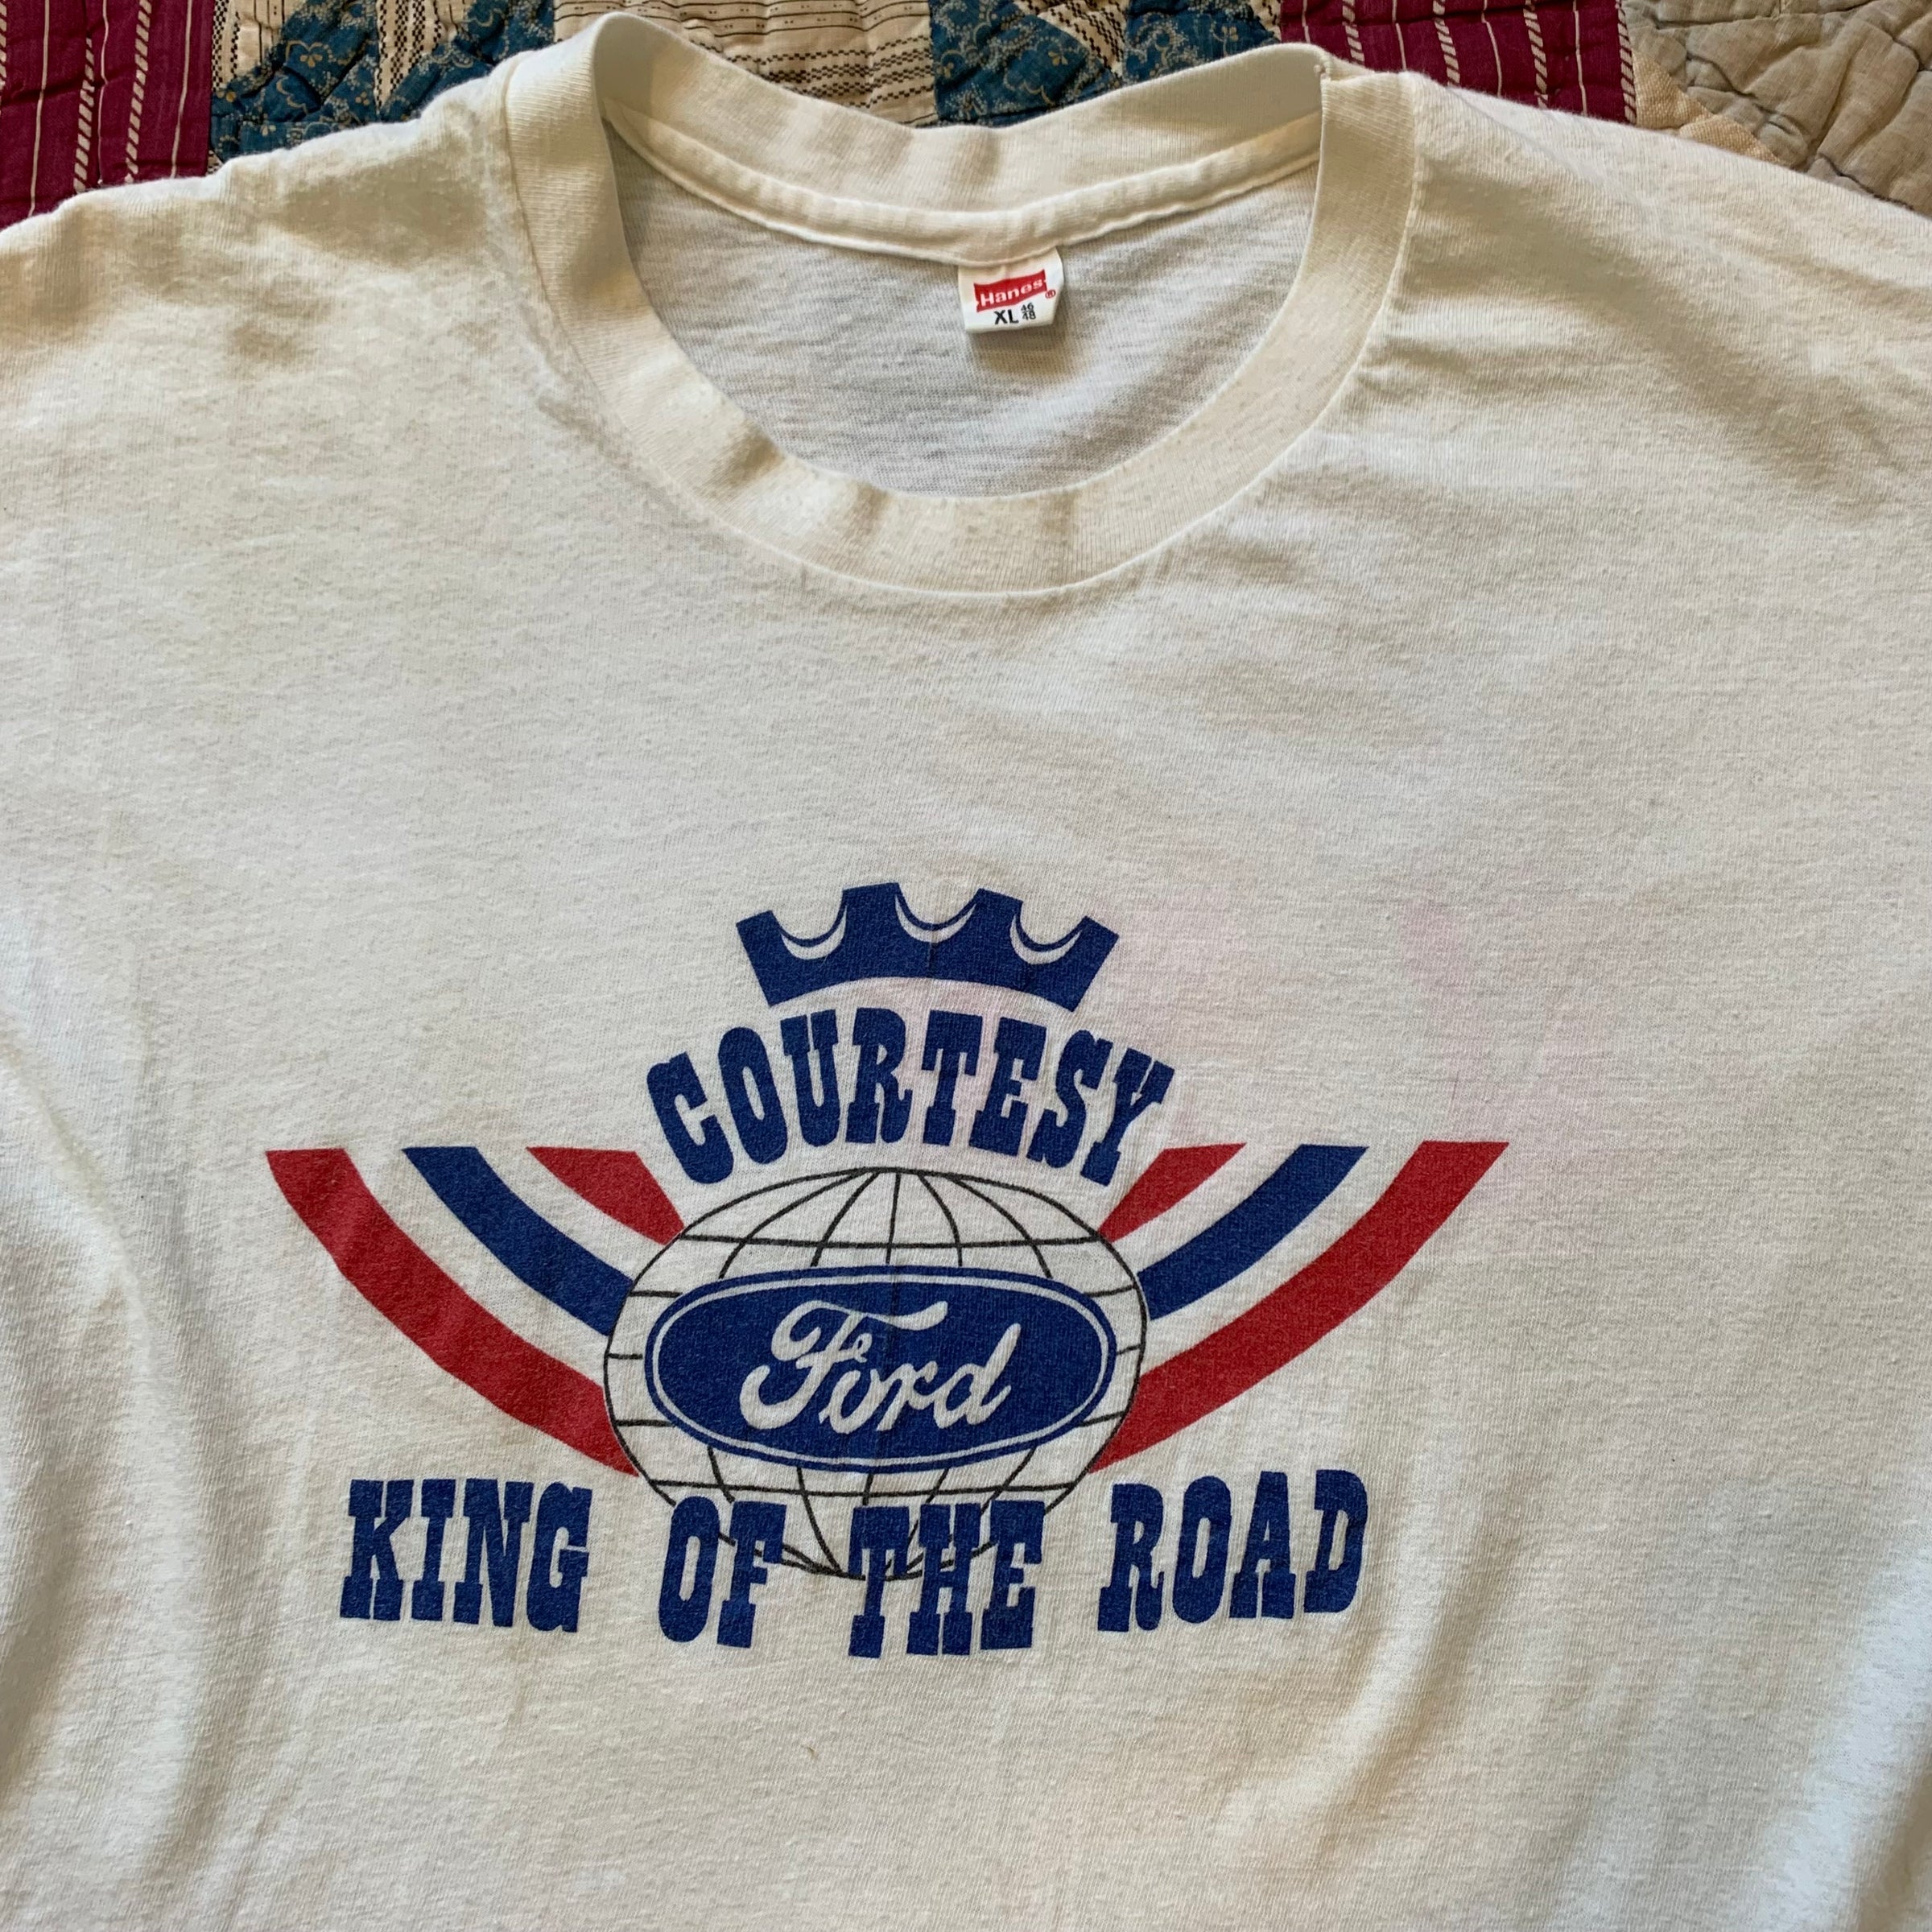 Hanes®
XL 46
48
COURTESY
Ford
KING OF THE ROAD